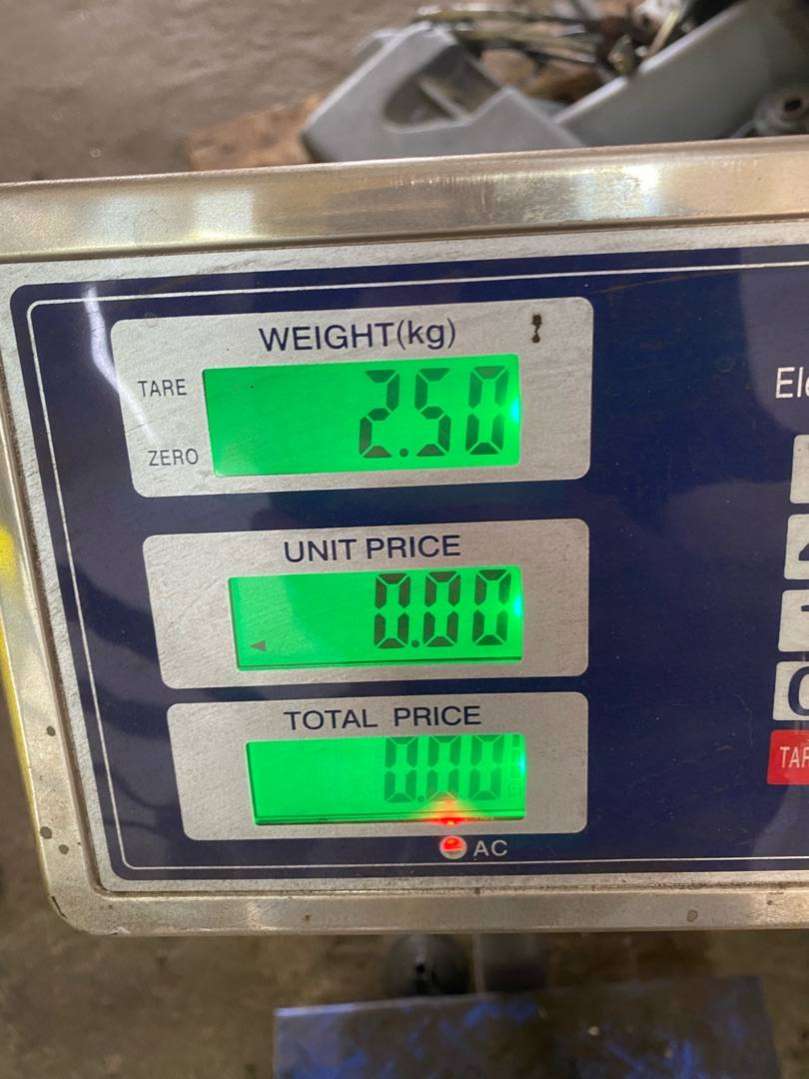 WEIGHT(kg)
TARE
2.50
ZERO
UNIT PRICE
0.00
TOTAL PRICE
0.00
AC